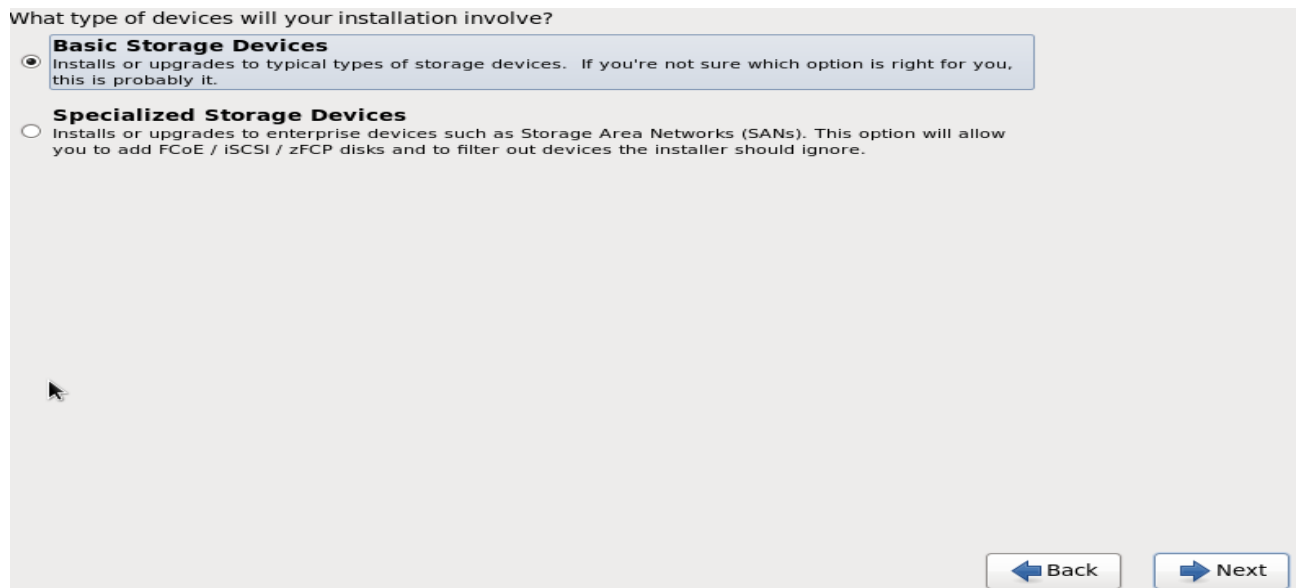 What type of devices will your installation involve?
Basic Storage Devices
Installs or upgrades to typical types of storage devices.  If you're not sure which option is right for you,
this is probably it.
Specialized Storage Devices
Installs or upgrades to enterprise devices such as Storage Area Networks (SANs). This option will allow
you to add FCoE / iSCSI / zFCP disks and to filter out devices the installer should ignore.
Back
Next